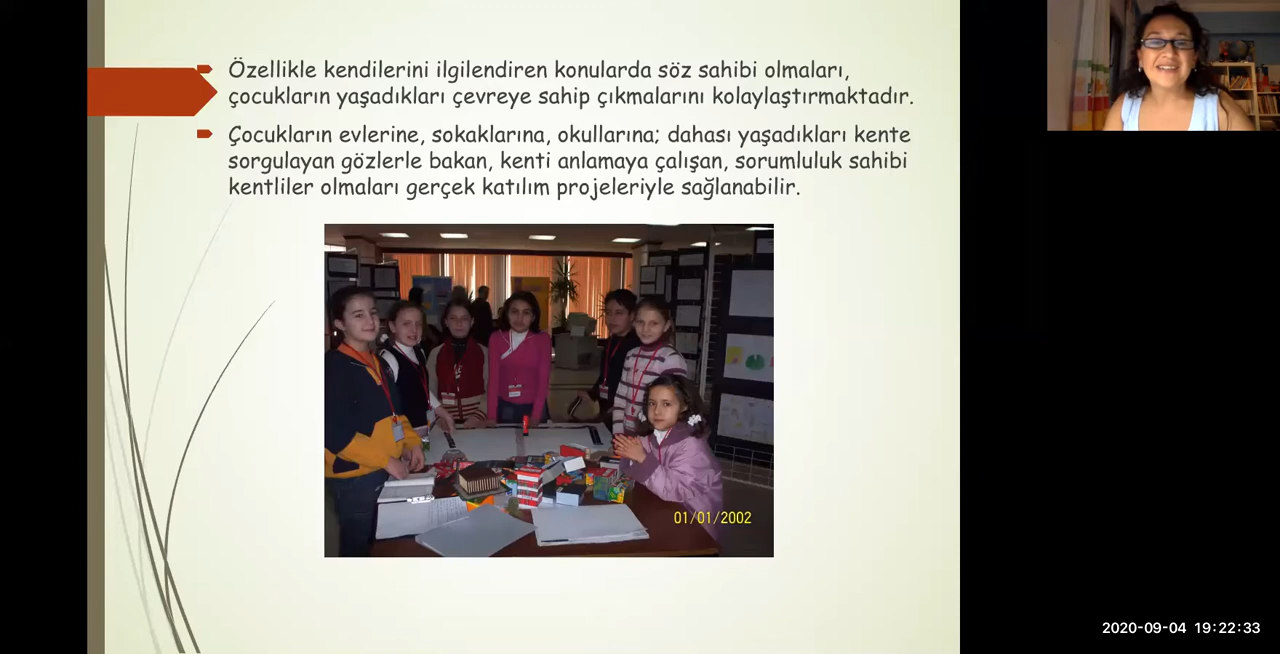 Özellikle kendilerini ilgilendiren konularda söz sahibi olmaları,
çocukların yaşadıkları çevreye sahip çıkmalarını kolaylaştırmaktadır.
Çocukların evlerine, sokaklarına, okullarına; dahası yaşadıkları kente
sorgulayan gözlerle bakan, kenti anlamaya çalışan, sorumluluk sahibi
kentliler olmaları gerçek katılım projeleriyle sağlanabilir.
01/01/2002
2020-09-04 19:22:33